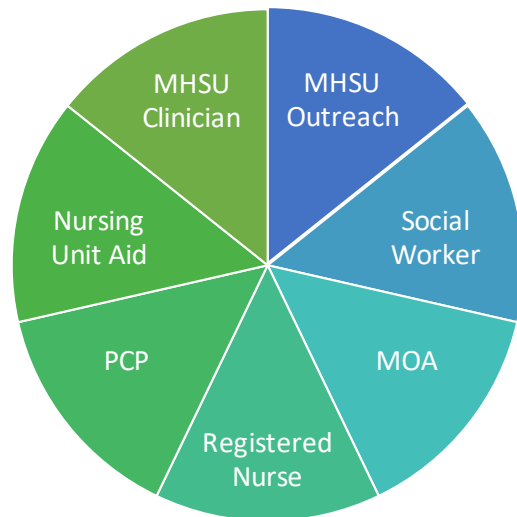 MHSU
Outreach
Social
Worker
MOA
Registered
Nurse
PCP
Nursing
Unit Aid
MHSU
Clinician